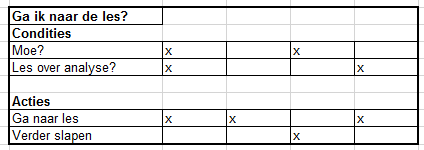 Ga ik naar de les?
Condities
Moe? x x
Les over analyse? x x
Acties
Ga naar les x x x
Verder slapen x